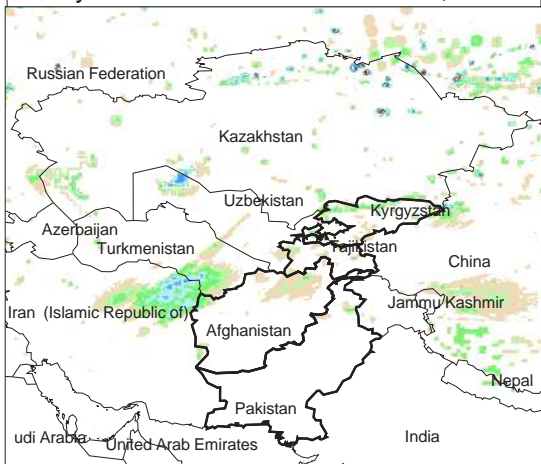 Russian Federation
Kazakhstan
Uzbekistan
Kyrgyzstan
Azerbaijan
Turkmenistan
Tajikistan
China
Iran (Islamic Republic of)
Jammu Kashmir
Afghanistan
Nepal
Pakistan
udi Arabia
United Arab Emirates
India